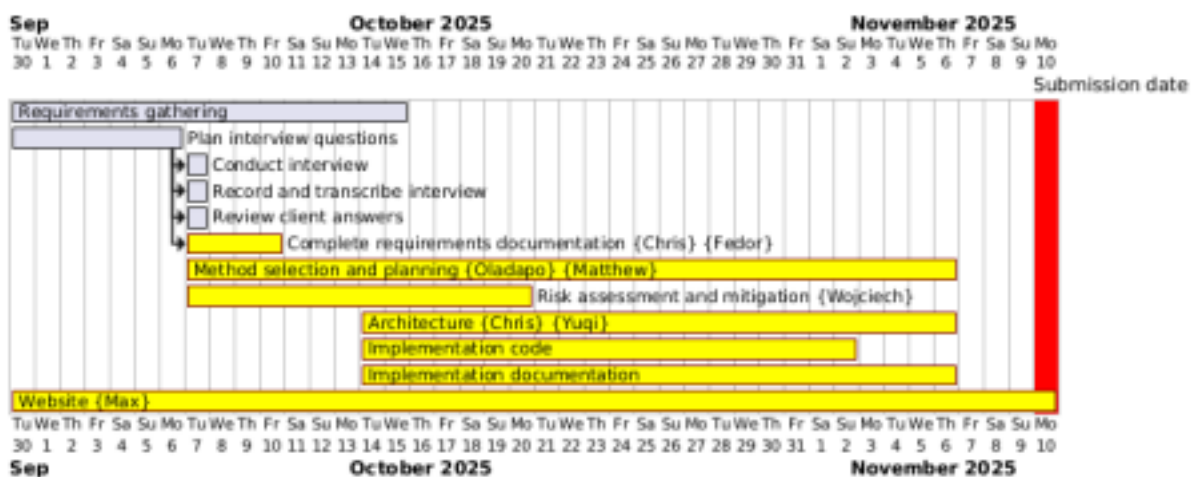 Sep October 2025 November 2025
Tu We Th Fr Sa Su Mo Tu We Th Fr Sa Su Mo Tu We Th Fr Sa Su Mo Tu We Th Fr Sa Su Mo Tu We Th Fr Sa Su Mo Tu We Th Fr Sa Su Mo
30 1 2 3 4 5 6 7 8 9 10 11 12 13 14 15 16 17 18 19 20 21 22 23 24 25 26 27 28 29 30 31 1 2 3 4 5 6 7 8 9 10
Submission date
Requirements gathering
Plan interview questions
Conduct interview
Record and transcribe interview
Review client answers
Complete requirements documentation {Chris} {Fedor}
Method selection and planning {Oladapo} {Matthew}
Risk assessment and mitigation {Wojciech}
Architecture {Chris} {Yuqi}
Implementation code
Implementation documentation
Website {Max}
Tu We Th Fr Sa Su Mo Tu We Th Fr Sa Su Mo Tu We Th Fr Sa Su Mo Tu We Th Fr Sa Su Mo Tu We Th Fr Sa Su Mo Tu We Th Fr Sa Su Mo
30 1 2 3 4 5 6 7 8 9 10 11 12 13 14 15 16 17 18 19 20 21 22 23 24 25 26 27 28 29 30 31 1 2 3 4 5 6 7 8 9 10
Sep October 2025 November 2025